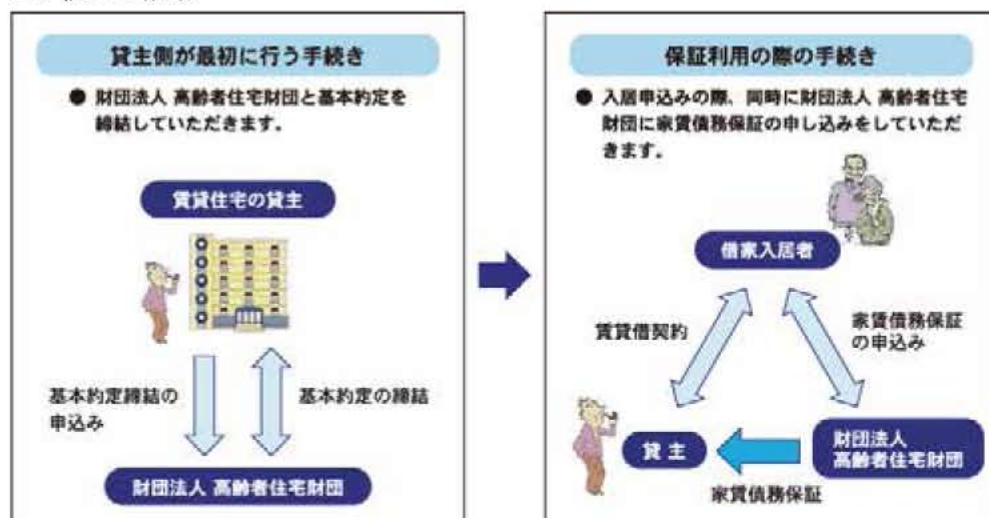 貸主側が最初に行う手続き
● 財団法人 高齢者住宅財団と基本約定を
締結していただきます。
賃貸住宅の貸主
基本約定締結の
申込み
基本約定の締結
財団法人 高齢者住宅財団
保証利用の際の手続き
● 入居申込みの際、同時に財団法人 高齢者住宅
財団に家賃債務保証の申し込みをしていただ
きます。
借家入居者
賃貸借契約
家賃債務保証
の申込み
貸 主
財団法人
高齢者住宅財団
家賃債務保証